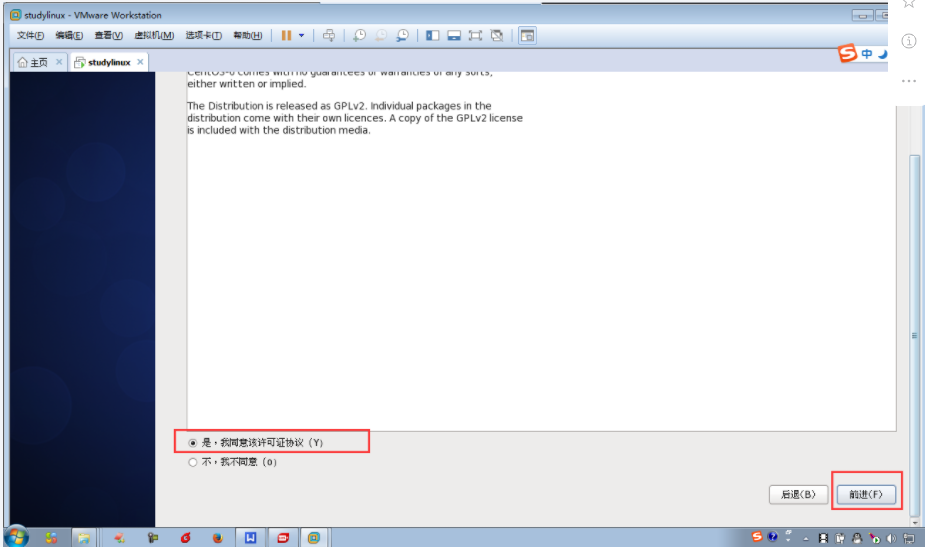 studylinux - VMware Workstation
文件(F) 编辑(E) 查看(V) 虚拟机(M) 选项卡(T) 帮助(H)
主页 × studylinux ×
中
CentOS-6 comes with no guarantees or warranties of any sorts,
either written or implied.
The Distribution is released as GPLv2. Individual packages in the
distribution come with their own licences. A copy of the GPLv2 license
is included with the distribution media.
是，我同意该许可证协议（Y）
不，我不同意（O）
后退(B) 前进(F)